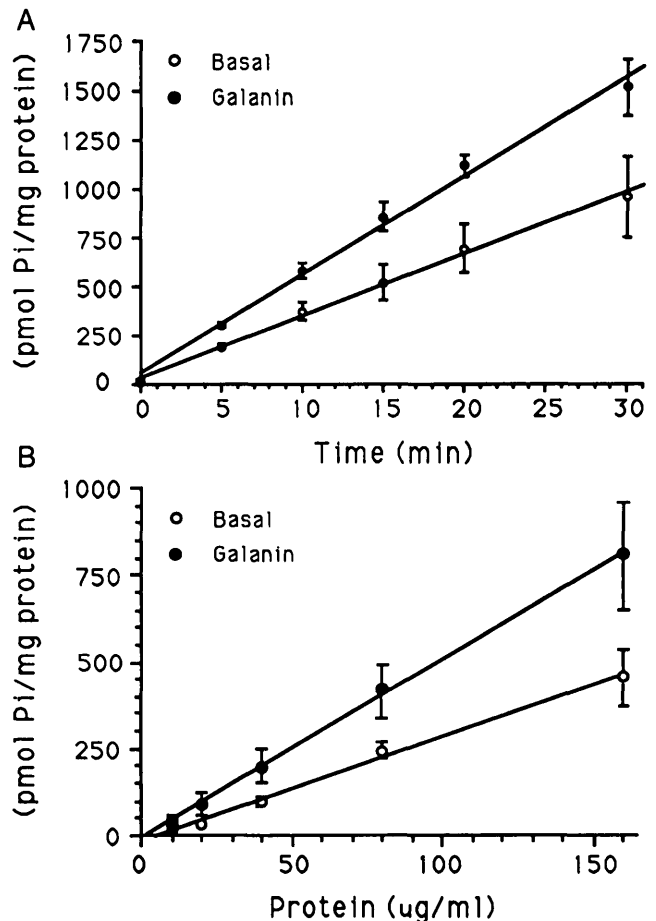 A
1750
1500
1250
1000
750
500
250
0
(pmol Pi/mg protein)
Basal
Galanin
0 5 10 15 20 25 30
Time (min)
B
1000
750
500
250
0
(pmol Pi/mg protein)
Basal
Galanin
0 50 100 150
Protein (ug/ml)